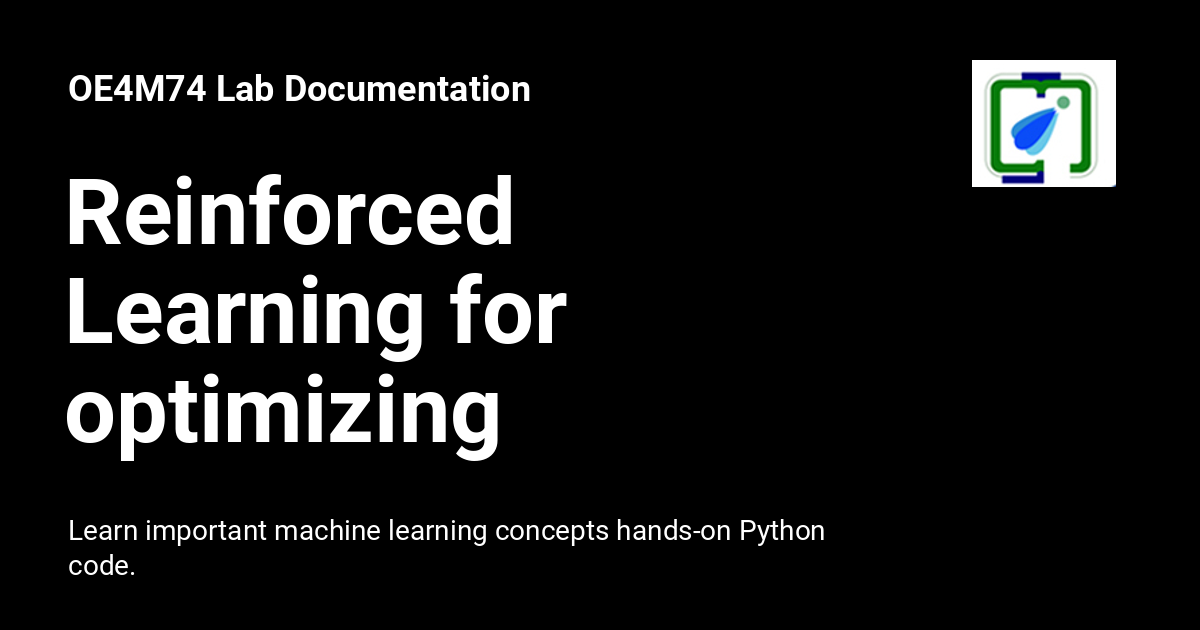 OE4M74 Lab Documentation
Reinforced
Learning for
optimizing
Learn important machine learning concepts hands-on Python
code.